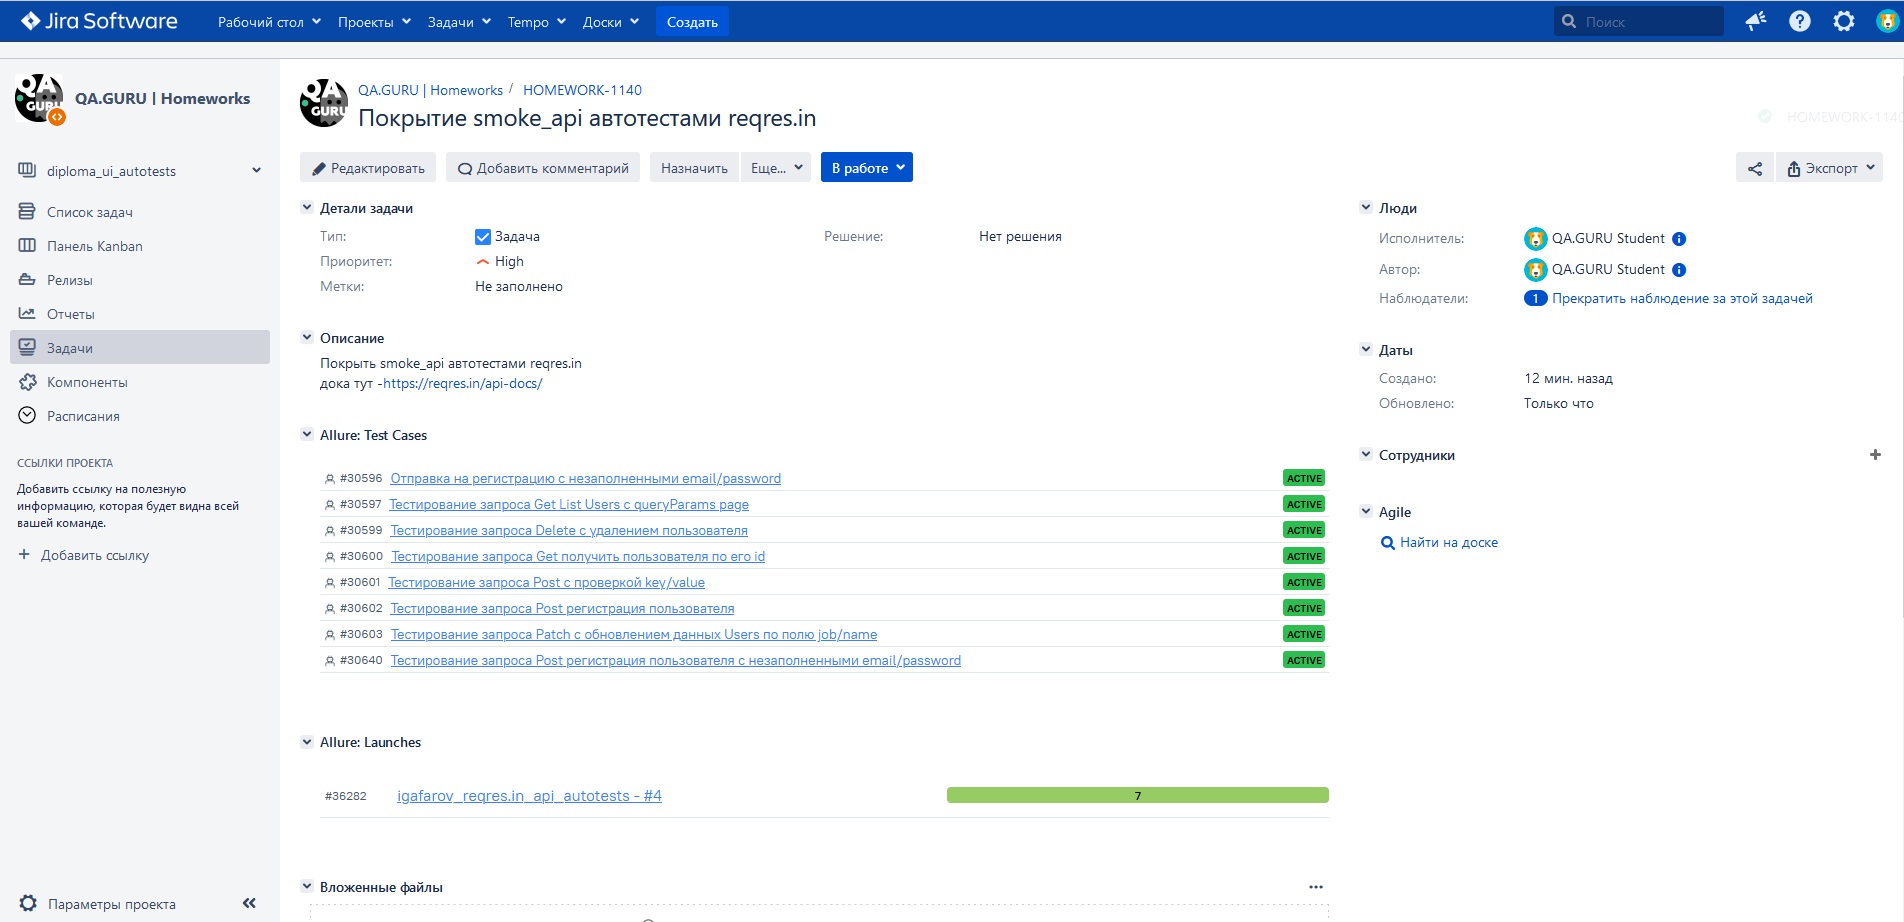 Jira Software
Рабочий стол Проекты Задачи Tempo Доски Создать Поиск
QA GURU
QA.GURU | Homeworks
diploma_ui_autotests
Список задач
Панель Kanban
Релизы
Отчеты
Задачи
Компоненты
Расписания
ССЫЛКИ ПРОЕКТА
Добавить ссылку на полезную
информацию, которая будет видна всей
вашей команде.
+ Добавить ссылку
Параметры проекта
QA GURU
QA.GURU | Homeworks / HOMEWORK-1140
Покрытие smoke_api автотестами reqres.in
HOMEWORK-1140
Редактировать Добавить комментарий Назначить Еще... В работе Экспорт
Детали задачи
Тип: Задача Решение: Нет решения
Приоритет: High
Метки: Не заполнено
Описание
Покрыть smoke_api автотестами reqres.in
дока тут -https://reqres.in/api-docs/
Allure: Test Cases
#30596 Отправка на регистрацию с незаполненными email/password ACTIVE
#30597 Тестирование запроса Get List Users с queryParams page ACTIVE
#30599 Тестирование запроса Delete с удалением пользователя ACTIVE
#30600 Тестирование запроса Get получить пользователя по его id ACTIVE
#30601 Тестирование запроса Post с проверкой key/value ACTIVE
#30602 Тестирование запроса Post регистрация пользователя ACTIVE
#30603 Тестирование запроса Patch с обновлением данных Users по полю job/name ACTIVE
#30640 Тестирование запроса Post регистрация пользователя с незаполненными email/password ACTIVE
Allure: Launches
#36282 igafarov_reqres.in_api_autotests - #4 7
Вложенные файлы ...
Люди
Исполнитель: QA.GURU Student
Автор: QA.GURU Student
Наблюдатели: 1 Прекратить наблюдение за этой задачей
Даты
Создано: 12 мин. назад
Обновлено: Только что
Сотрудники +
Agile
Найти на доске